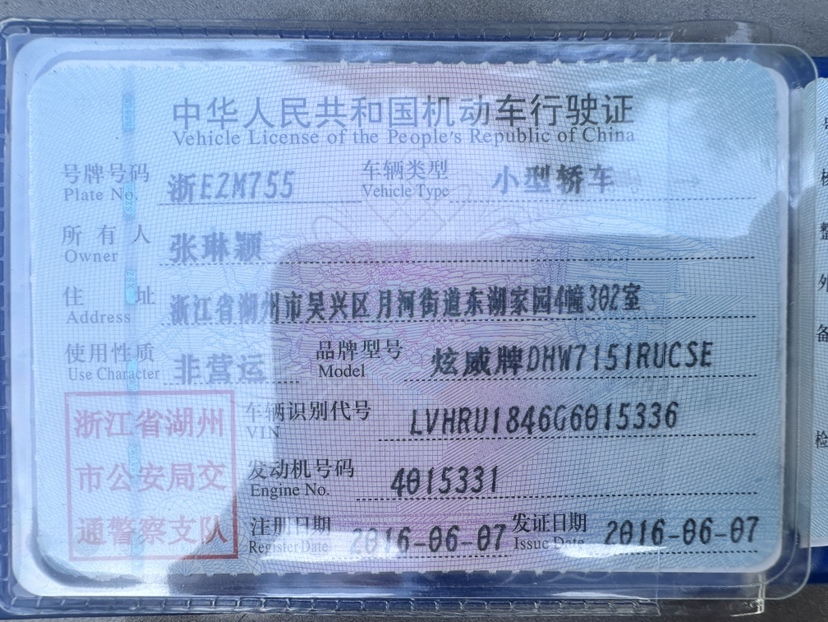 中华人民共和国机动车行驶证
Vehicle License of the People's Republic of China
号牌号码 浙E2M755 车辆类型 小型轿车
Plate No. Vehicle Type
所有人 张琳颖
Owner
住址 浙江省湖州市吴兴区月河街道东湖家园4幢302室
Address
使用性质 非营运 品牌型号 炫威牌DHW7151RUCSE
Use Character Model
浙江省湖州 车辆识别代号 LVHRU1846G6015336
VIN
市公安局交 发动机号码 4015331
Engine No.
通警察支队 注册日期 2016-06-07 发证日期 2016-06-07
Register Date Issue Date